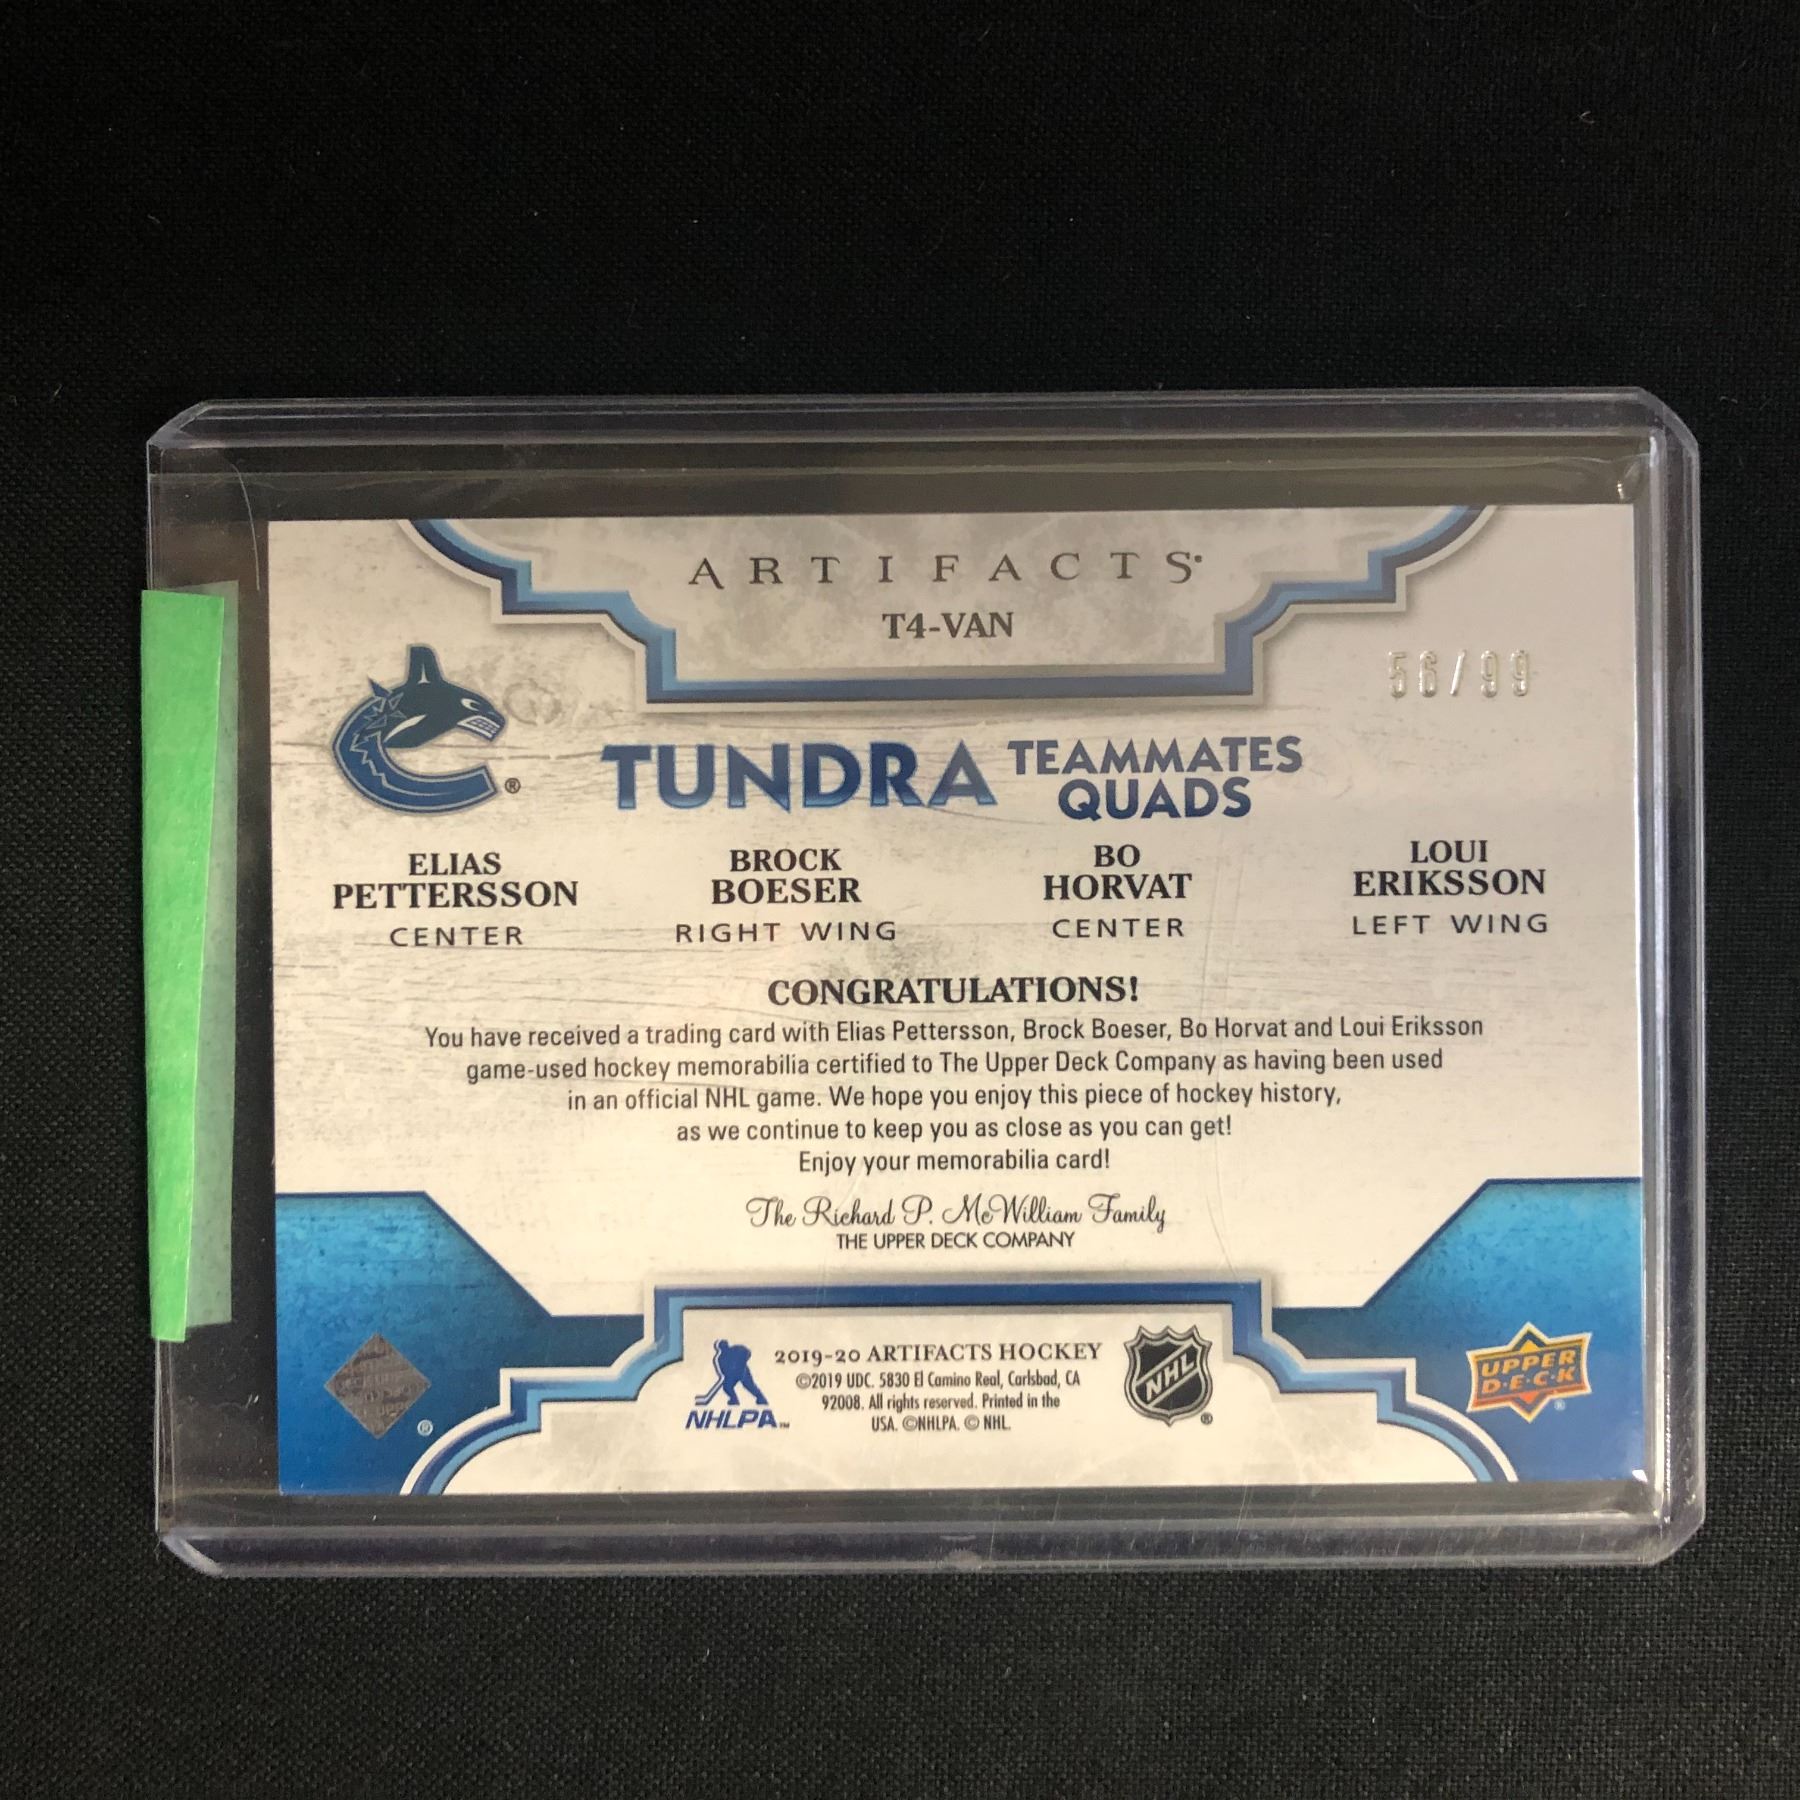 ARTIFACTS
T4-VAN
56/99
TUNDRA TEAMMATES QUADS
ELIAS PETTERSSON
CENTER
BROCK BOESER
RIGHT WING
BO HORVAT
CENTER
LOUI ERIKSSON
LEFT WING
CONGRATULATIONS!
You have received a trading card with Elias Pettersson, Brock Boeser, Bo Horvat and Loui Eriksson
game-used hockey memorabilia certified to The Upper Deck Company as having been used
in an official NHL game. We hope you enjoy this piece of hockey history,
as we continue to keep you as close as you can get!
Enjoy your memorabilia card!
The Richard P. McWilliam Family
THE UPPER DECK COMPANY
NHLPA™
2019-20 ARTIFACTS HOCKEY
©2019 UDC. 5830 El Camino Real, Carlsbad, CA
92008. All rights reserved. Printed in the
USA. ©NHLPA. © NHL.
NHL ®
UPPER
D·E·C·K ®